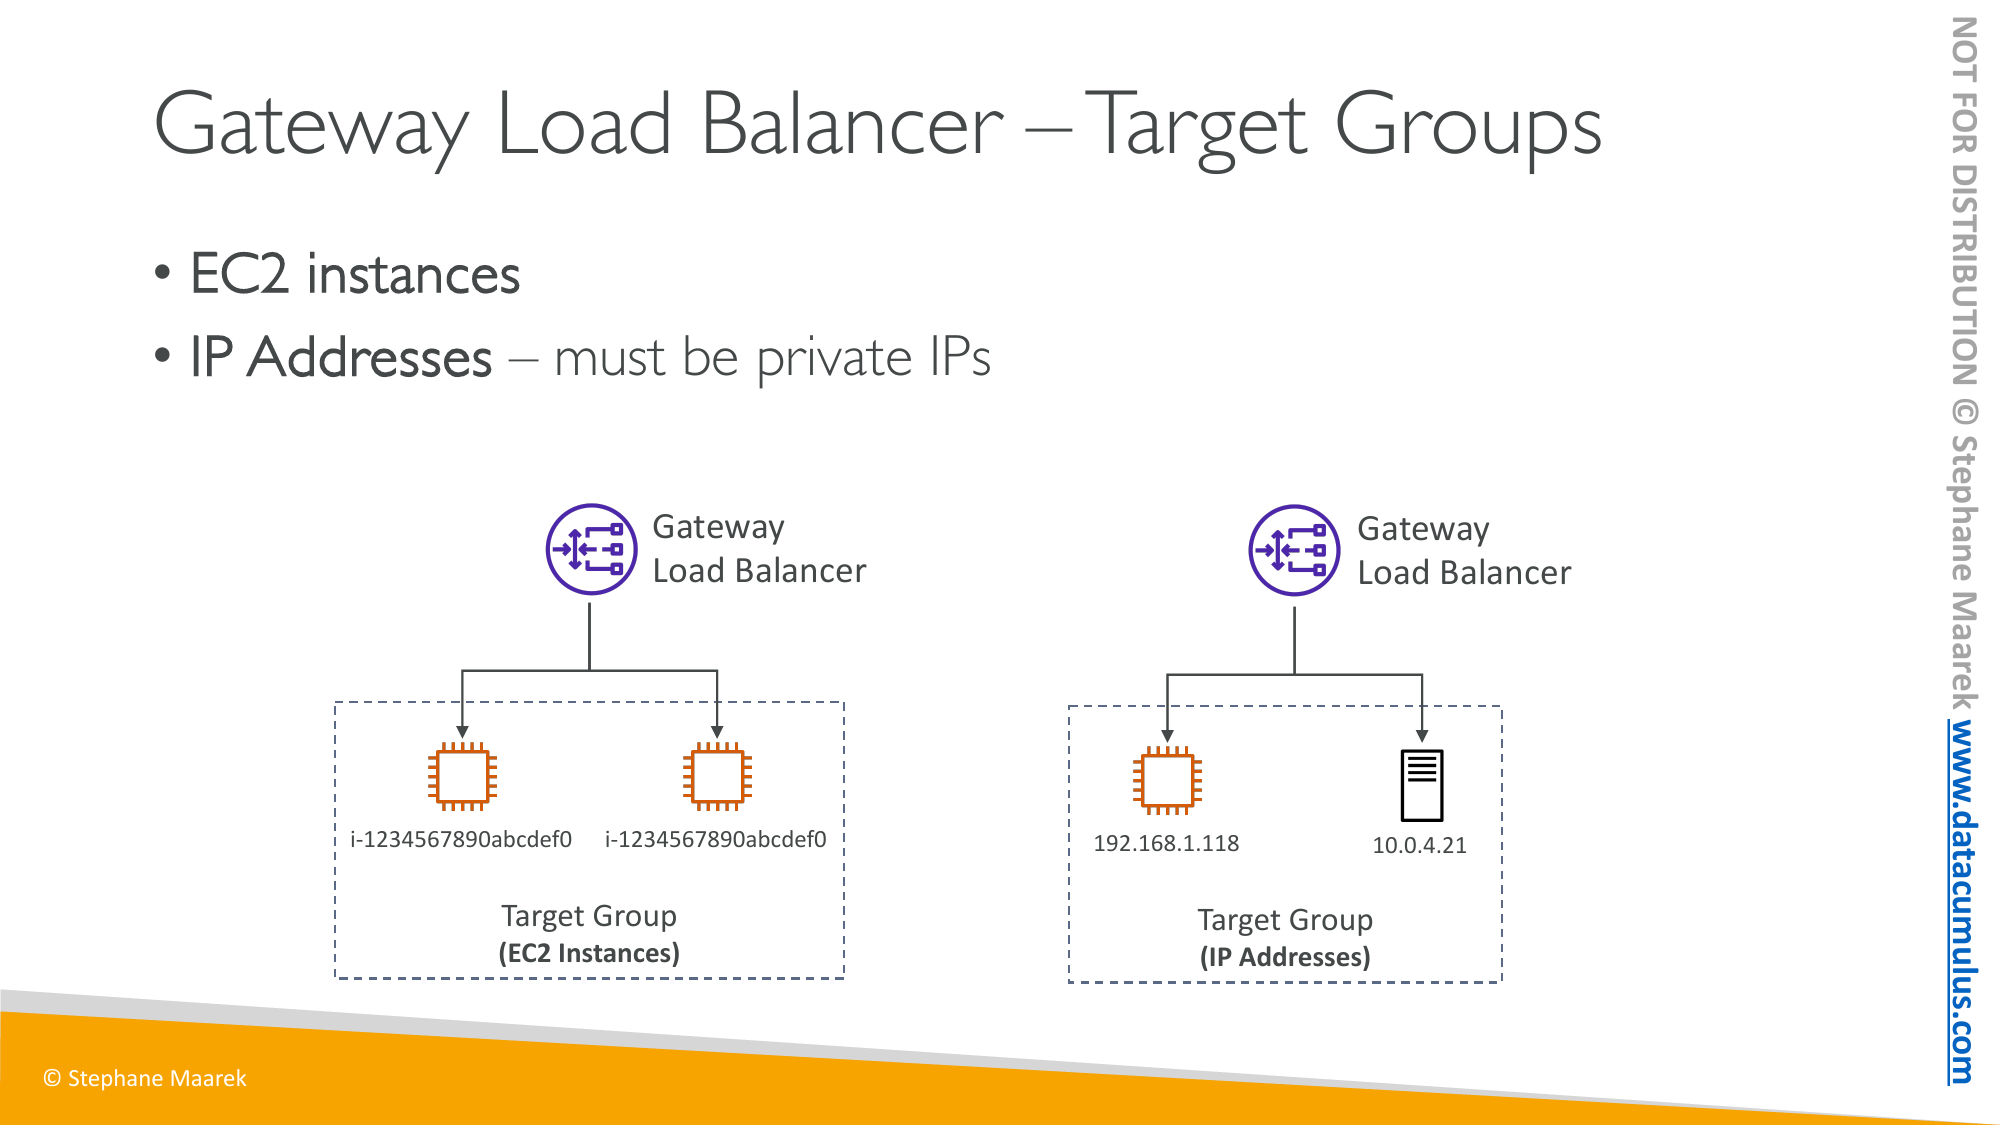 Gateway Load Balancer – Target Groups
• EC2 instances
• IP Addresses – must be private IPs
Gateway
Load Balancer
i-1234567890abcdef0
i-1234567890abcdef0
Target Group
(EC2 Instances)
Gateway
Load Balancer
192.168.1.118
10.0.4.21
Target Group
(IP Addresses)
© Stephane Maarek
NOT FOR DISTRIBUTION © Stephane Maarek www.datacumulus.com